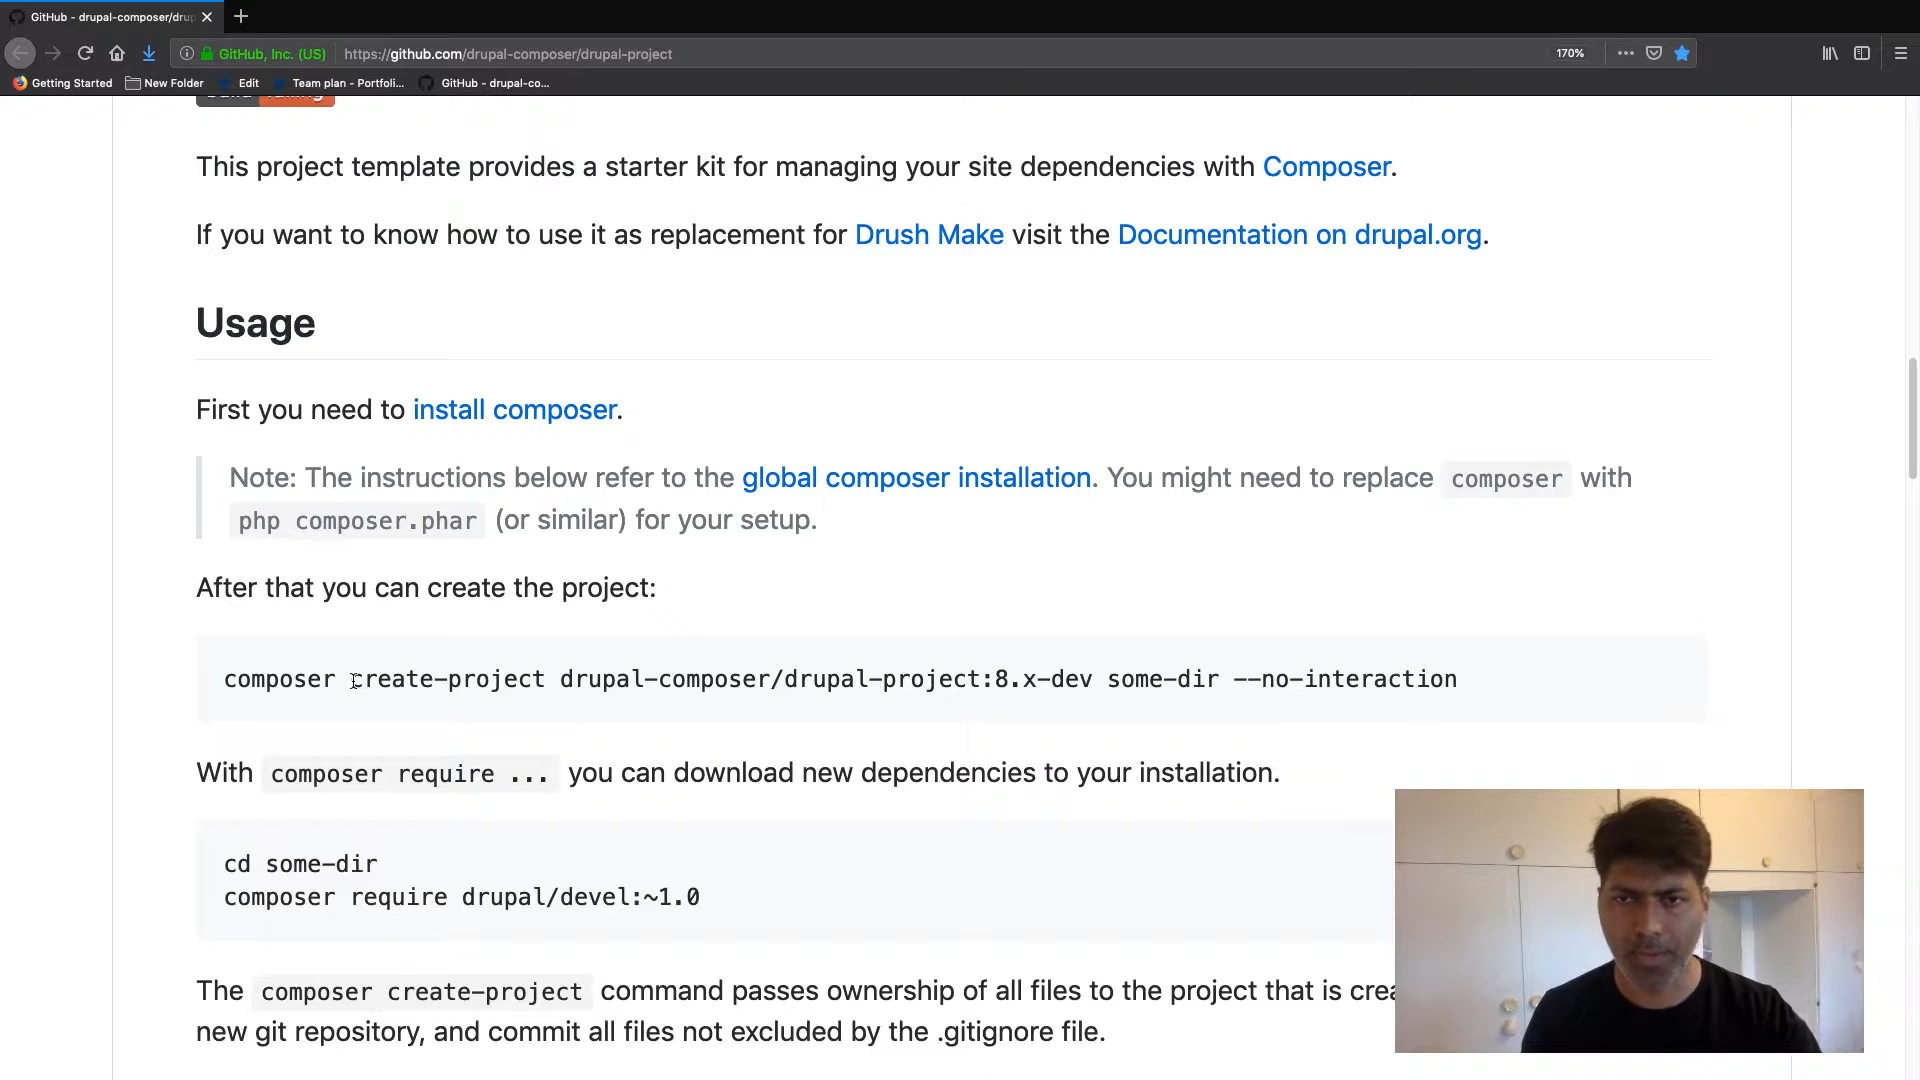 GitHub - drupal-composer/drup
GitHub, Inc. (US) https://github.com/drupal-composer/drupal-project 170%
Getting Started New Folder Edit Team plan - Portfoli... GitHub - drupal-co...
This project template provides a starter kit for managing your site dependencies with Composer.
If you want to know how to use it as replacement for Drush Make visit the Documentation on drupal.org.
Usage
First you need to install composer.
Note: The instructions below refer to the global composer installation. You might need to replace composer with
php composer.phar (or similar) for your setup.
After that you can create the project:
composer create-project drupal-composer/drupal-project:8.x-dev some-dir --no-interaction
With composer require ... you can download new dependencies to your installation.
cd some-dir
composer require drupal/devel:~1.0
The composer create-project command passes ownership of all files to the project that is crea
new git repository, and commit all files not excluded by the .gitignore file.